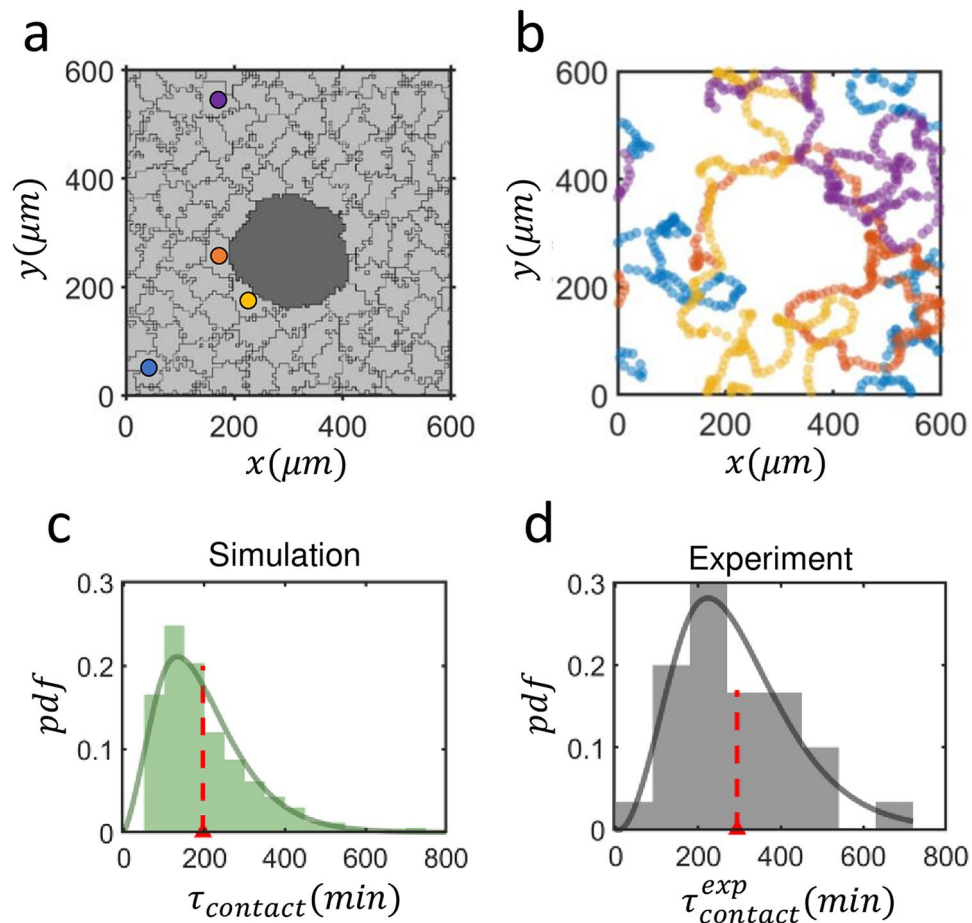 a
b
600
400
200
0
y(μm)
0 200 400 600
x(μm)
600
400
200
0
y(μm)
0 200 400 600
x(μm)
c
d
Simulation
0.3
0.2
0.1
0
pdf
0 200 400 600 800
τcontact(min)
Experiment
0.3
0.2
0.1
0
pdf
0 200 400 600 800
τ^exp_contact(min)